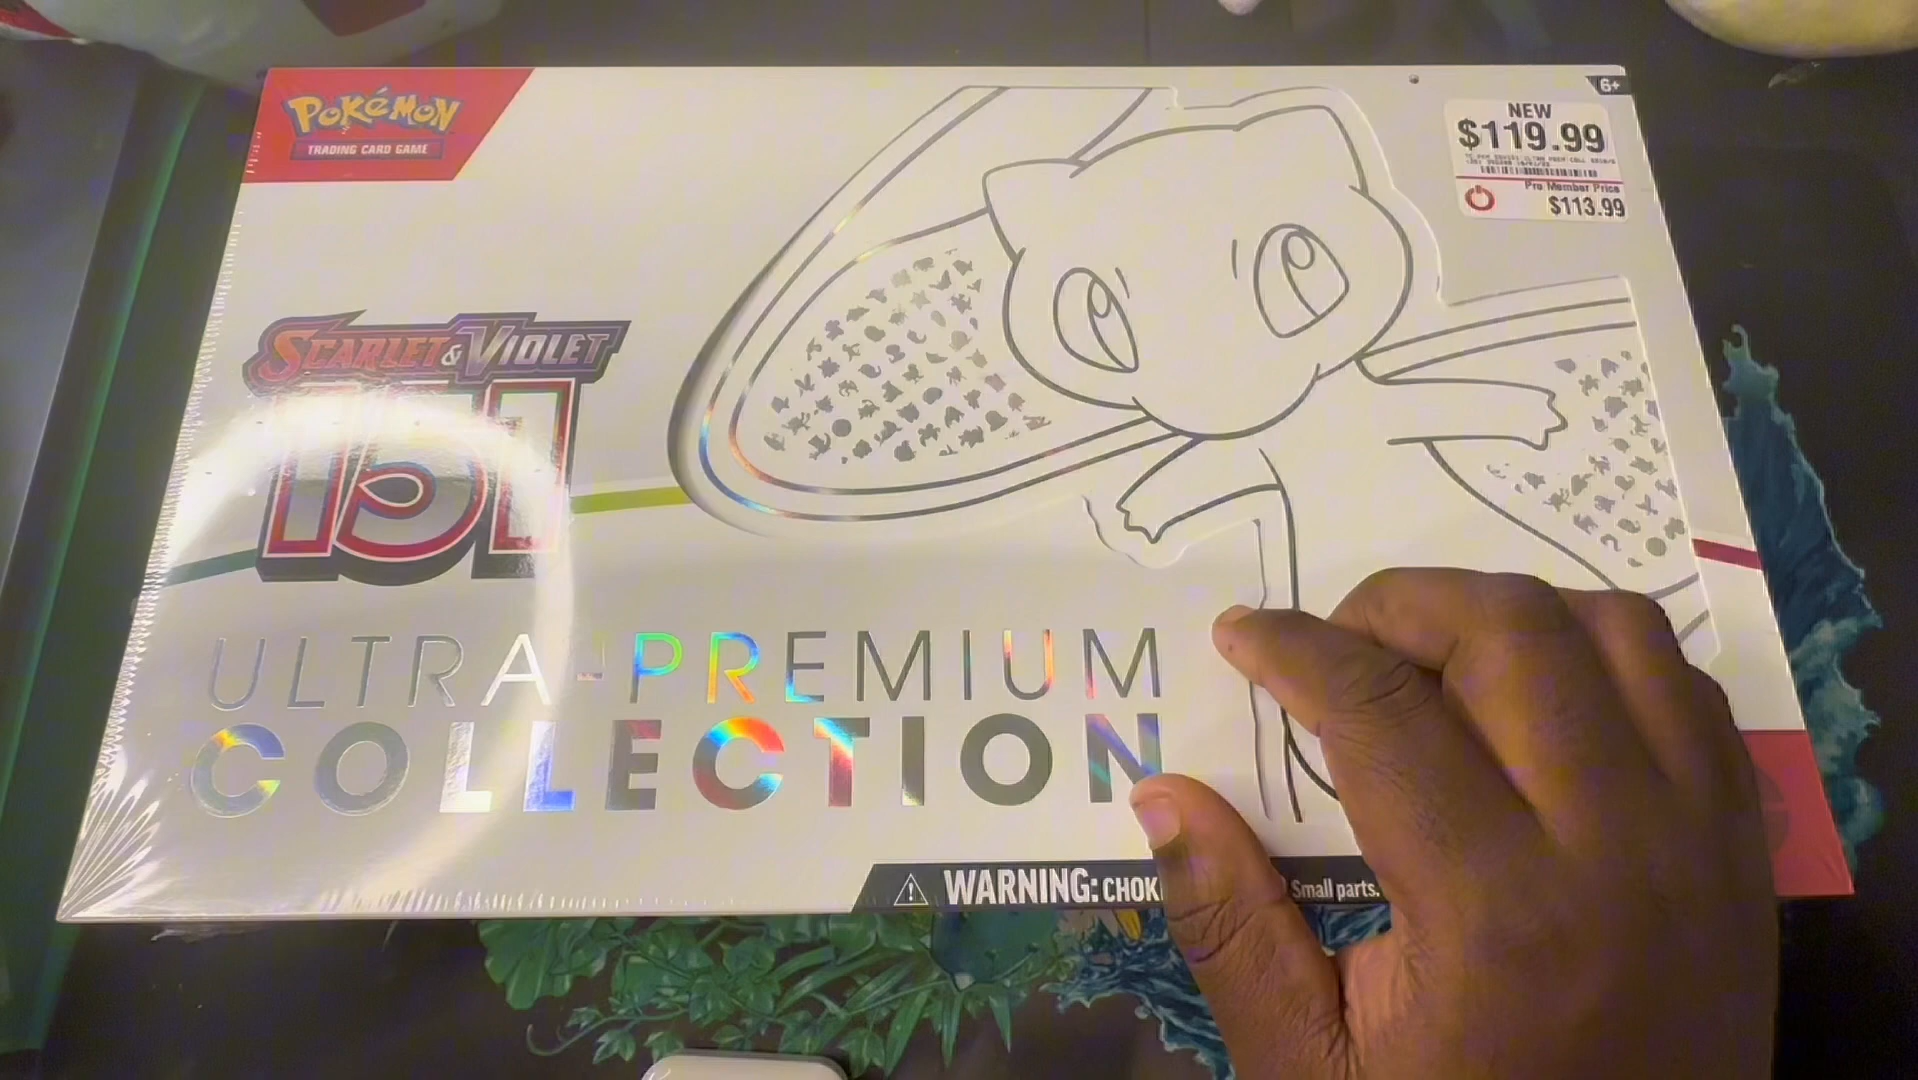 POKéMON
TRADING CARD GAME
6+
NEW
$119.99
Pro Member Price
$113.99
SCARLET & VIOLET
151
ULTRA-PREMIUM
COLLECTION
WARNING: CHOK
Small parts.